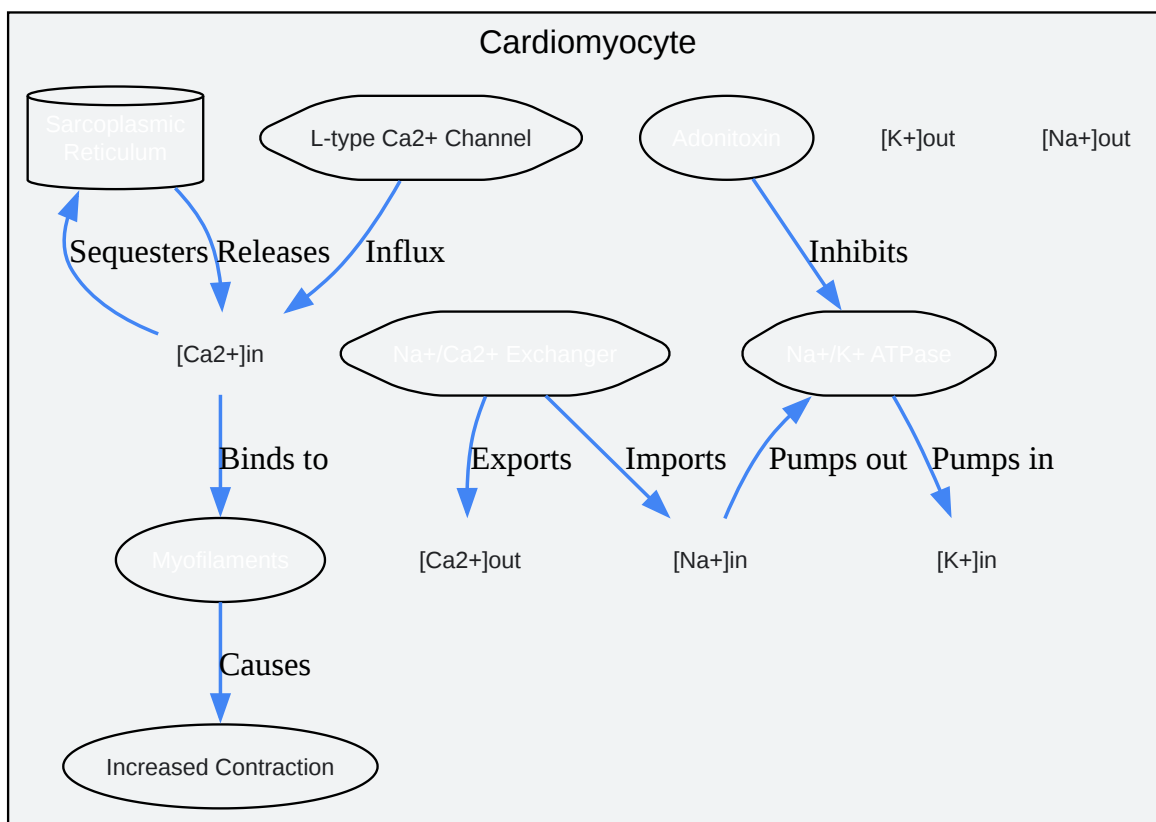 Cardiomyocyte
Sarcoplasmic
Reticulum
L-type Ca2+ Channel
Adonitoxin
[K+]out
[Na+]out
Sequesters
Releases
Influx
Inhibits
[Ca2+]in
Na+/Ca2+ Exchanger
Na+/K+ ATPase
Binds to
Exports
Imports
Pumps out
Pumps in
Myofilaments
[Ca2+]out
[Na+]in
[K+]in
Causes
Increased Contraction